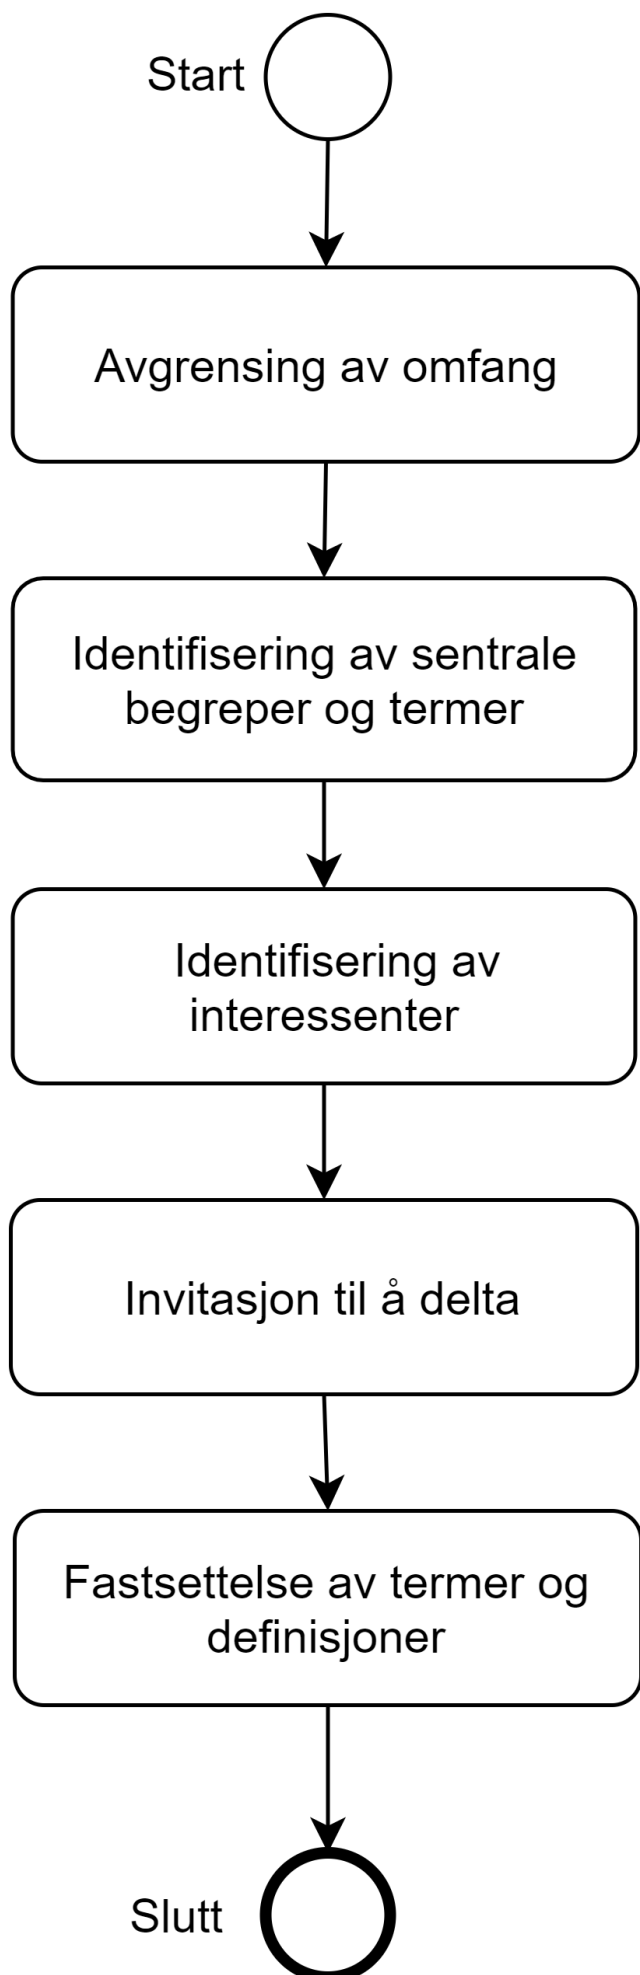 Start
Avgrensing av omfang
Identifisering av sentrale
begreper og termer
Identifisering av
interessenter
Invitasjon til å delta
Fastsettelse av termer og
definisjoner
Slutt